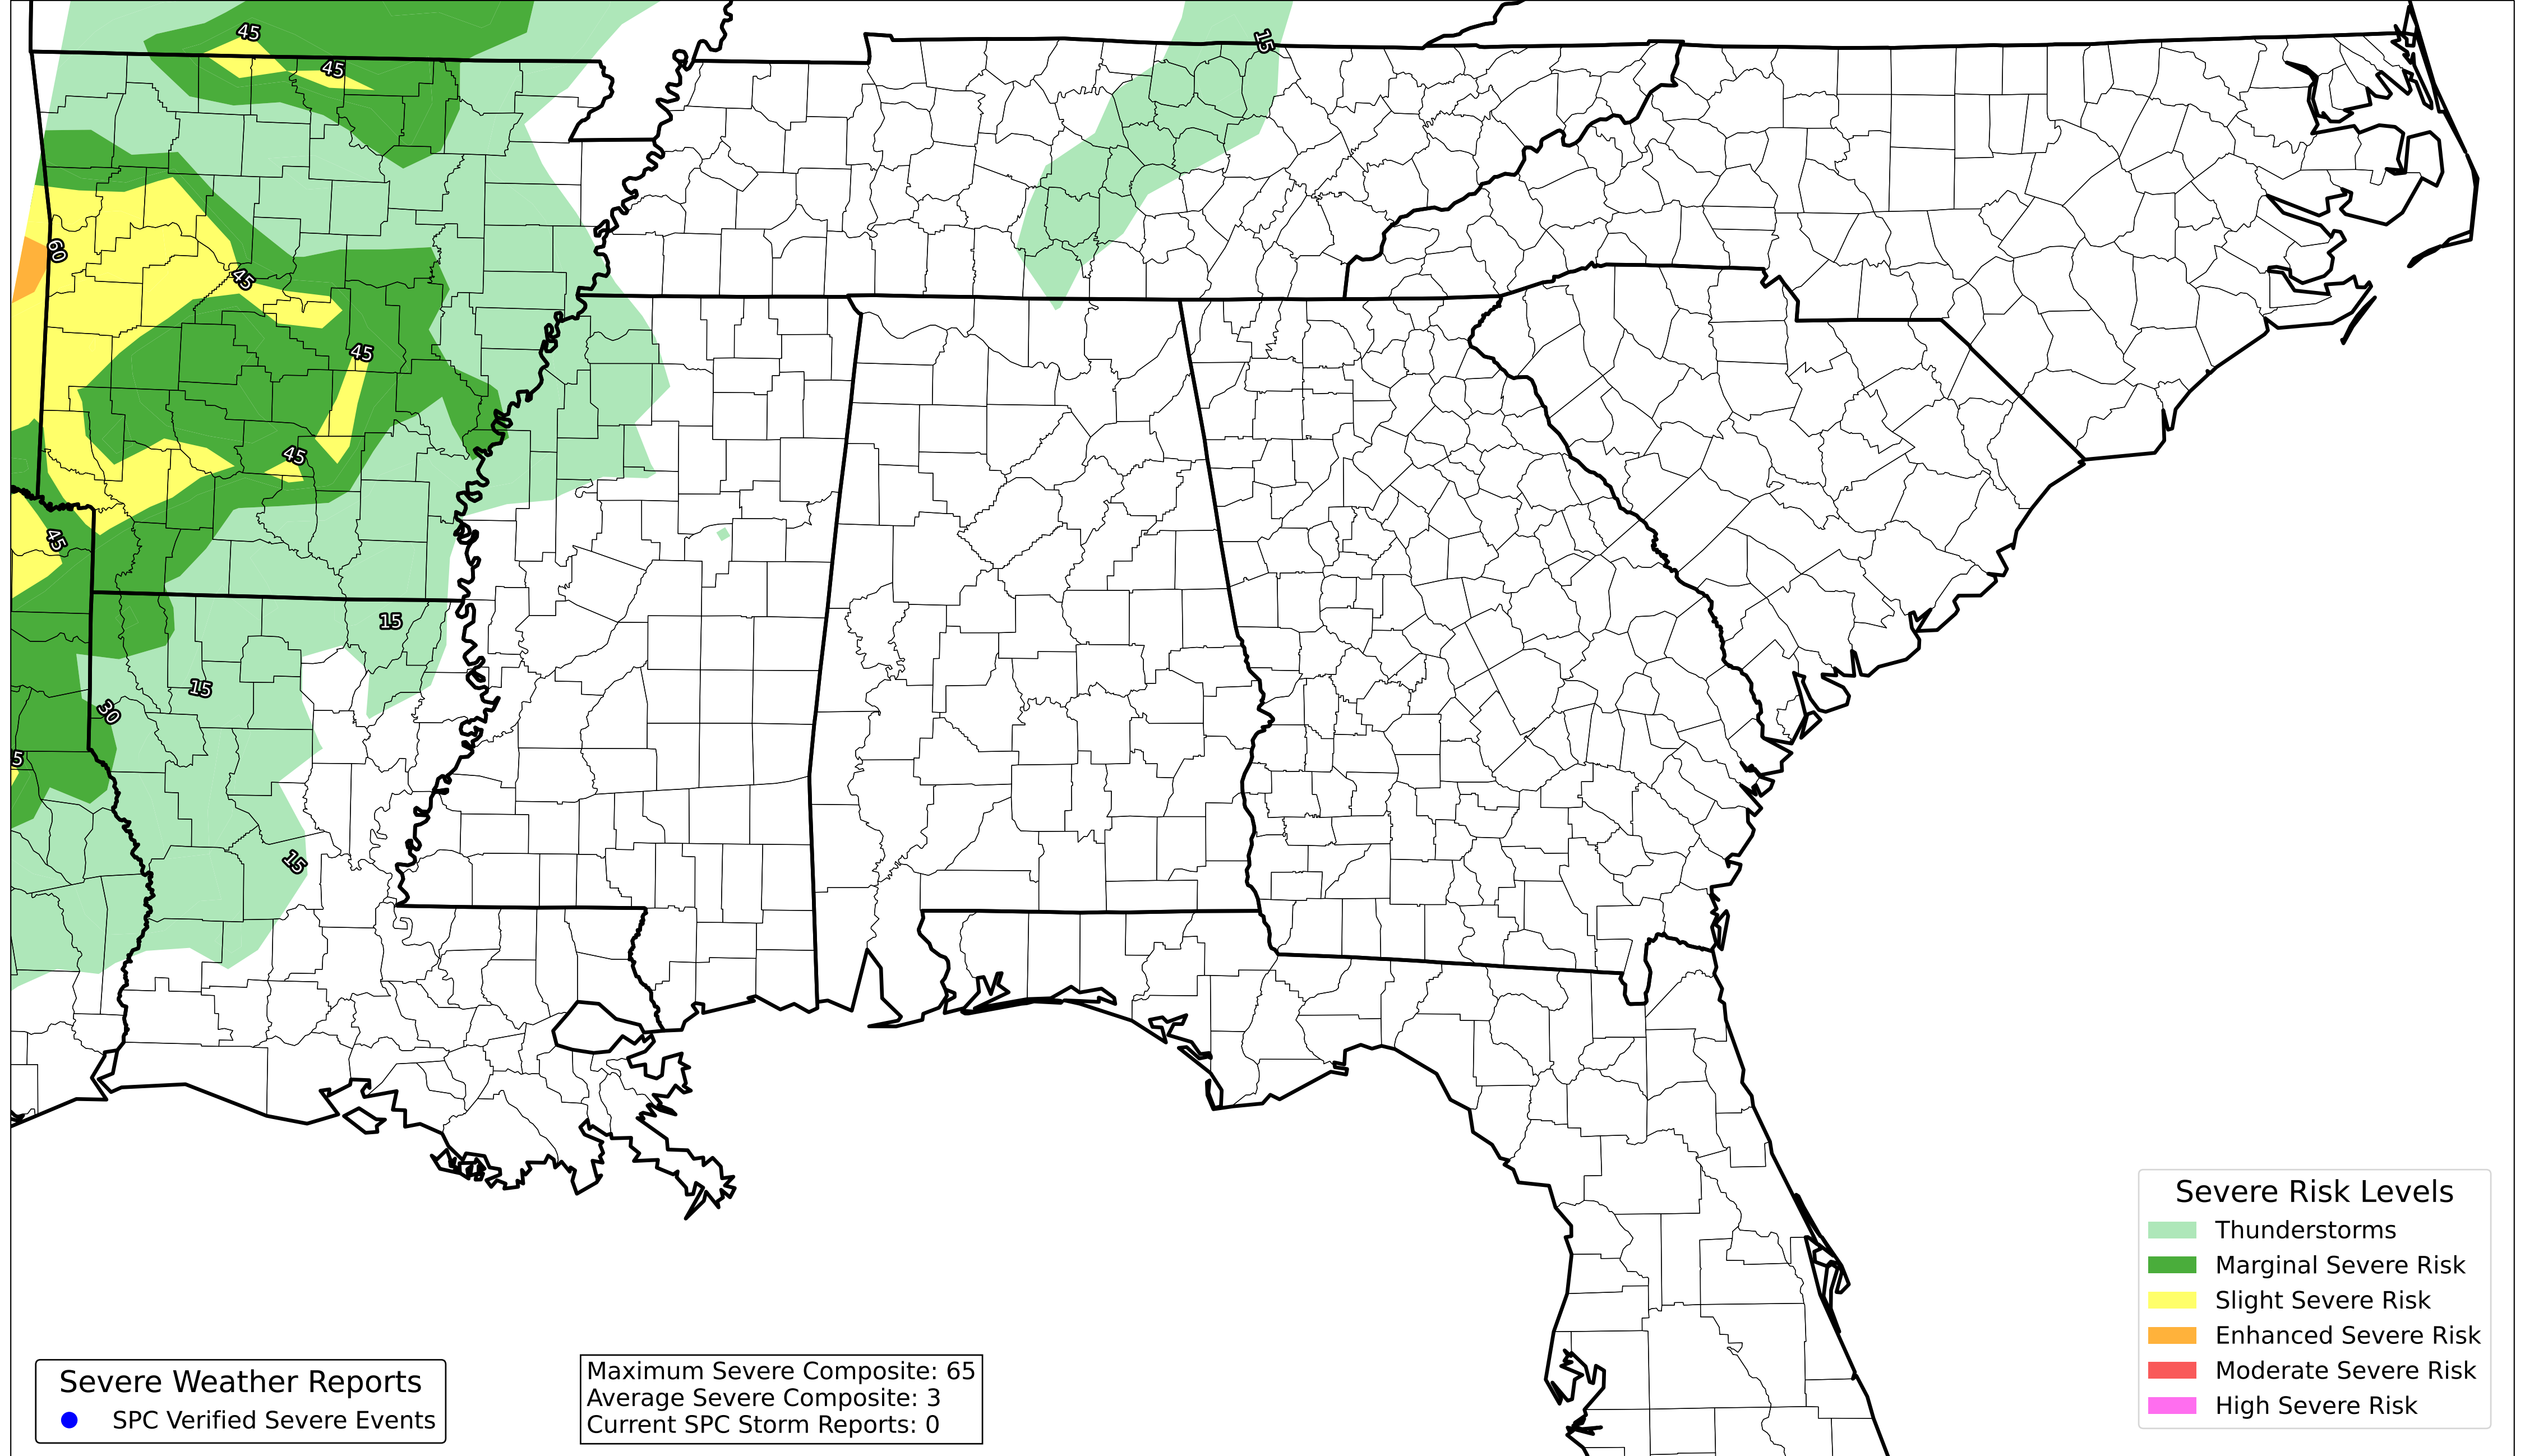 45
15
45
60
45
45
45
45
15
15
30
5
15
Severe Risk Levels
Thunderstorms
Marginal Severe Risk
Slight Severe Risk
Enhanced Severe Risk
Moderate Severe Risk
High Severe Risk
Severe Weather Reports
SPC Verified Severe Events
Maximum Severe Composite: 65
Average Severe Composite: 3
Current SPC Storm Reports: 0